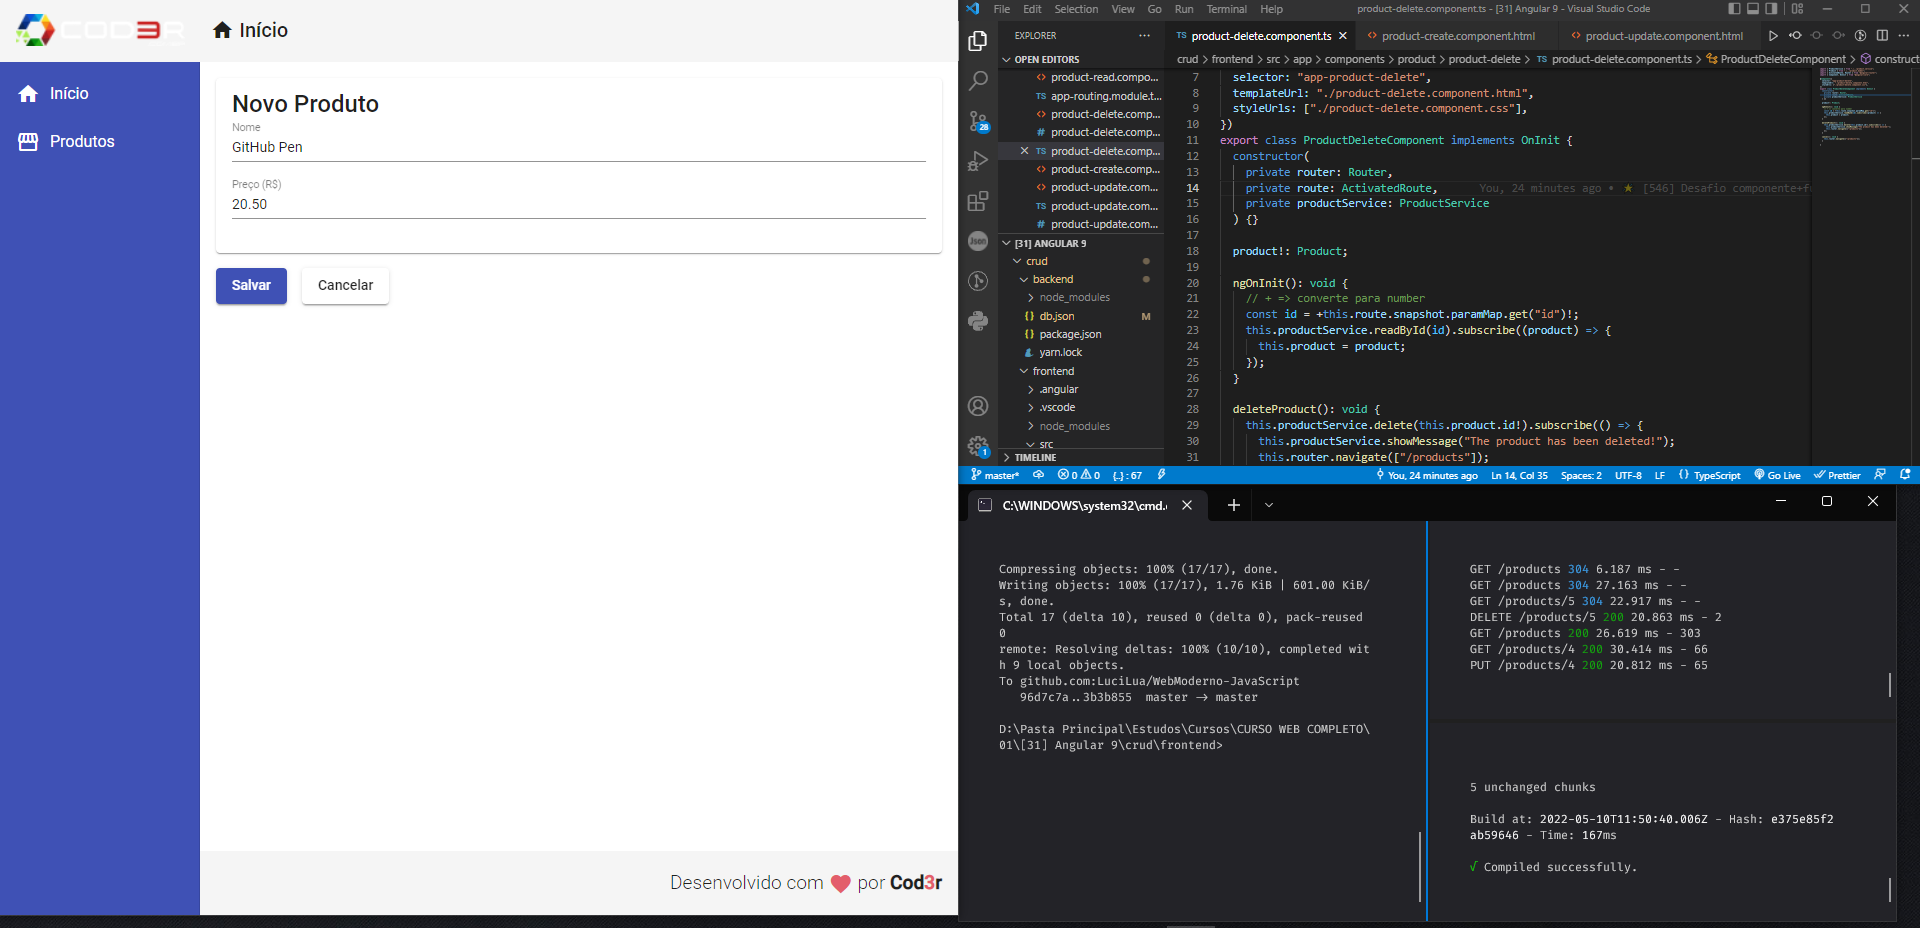 COD3R
Início
Início
Produtos
Novo Produto
Nome
GitHub Pen
Preço (R$)
20.50
Salvar
Cancelar
Desenvolvido com por Cod3r
File Edit Selection View Go Run Terminal Help
product-delete.component.ts - [31] Angular 9 - Visual Studio Code
EXPLORER
OPEN EDITORS
product-read.compo...
app-routing.module.t...
product-delete.comp...
product-delete.comp...
TS product-delete.comp...
product-create.comp...
product-update.com...
TS product-update.com...
product-update.com...
[31] ANGULAR 9
crud
backend
node_modules
db.json M
package.json
yarn.lock
frontend
.angular
.vscode
node_modules
src
TIMELINE
28
Json
1
TS product-delete.component.ts
product-create.component.html
product-update.component.html
crud > frontend > src > app > components > product > product-delete > TS product-delete.component.ts > ProductDeleteComponent > construct
7 selector: "app-product-delete",
8 templateUrl: "./product-delete.component.html",
9 styleUrls: ["./product-delete.component.css"],
10 })
11 export class ProductDeleteComponent implements OnInit {
12 constructor(
13 private router: Router,
14 private route: ActivatedRoute, You, 24 minutes ago • ★ [546] Desafio componente+f
15 private productService: ProductService
16 ) {}
17
18 product!: Product;
19
20 ngOnInit(): void {
21 // + => converte para number
22 const id = +this.route.snapshot.paramMap.get("id")!;
23 this.productService.readById(id).subscribe((product) => {
24 this.product = product;
25 });
26 }
27
28 deleteProduct(): void {
29 this.productService.delete(this.product.id!).subscribe(() => {
30 this.productService.showMessage("The product has been deleted!");
31 this.router.navigate(["/products"]);
master* 0 0 {..} : 67 You, 24 minutes ago Ln 14, Col 35 Spaces: 2 UTF-8 LF {} TypeScript Go Live Prettier
C:\WINDOWS\system32\cmd.
Compressing objects: 100% (17/17), done.
Writing objects: 100% (17/17), 1.76 KiB | 601.00 KiB/
s, done.
Total 17 (delta 10), reused 0 (delta 0), pack-reused
0
remote: Resolving deltas: 100% (10/10), completed wit
h 9 local objects.
To github.com:LuciLua/WebModerno-JavaScript
96d7c7a..3b3b855 master -> master
D:\Pasta Principal\Estudos\Cursos\CURSO WEB COMPLETO\
01\[31] Angular 9\crud\frontend>
GET /products 304 6.187 ms - -
GET /products 304 27.163 ms - -
GET /products/5 304 22.917 ms - -
DELETE /products/5 200 20.863 ms - 2
GET /products 200 26.619 ms - 303
GET /products/4 200 30.414 ms - 66
PUT /products/4 200 20.812 ms - 65
5 unchanged chunks
Build at: 2022-05-10T11:50:40.006Z - Hash: e375e85f2
ab59646 - Time: 167ms
√ Compiled successfully.